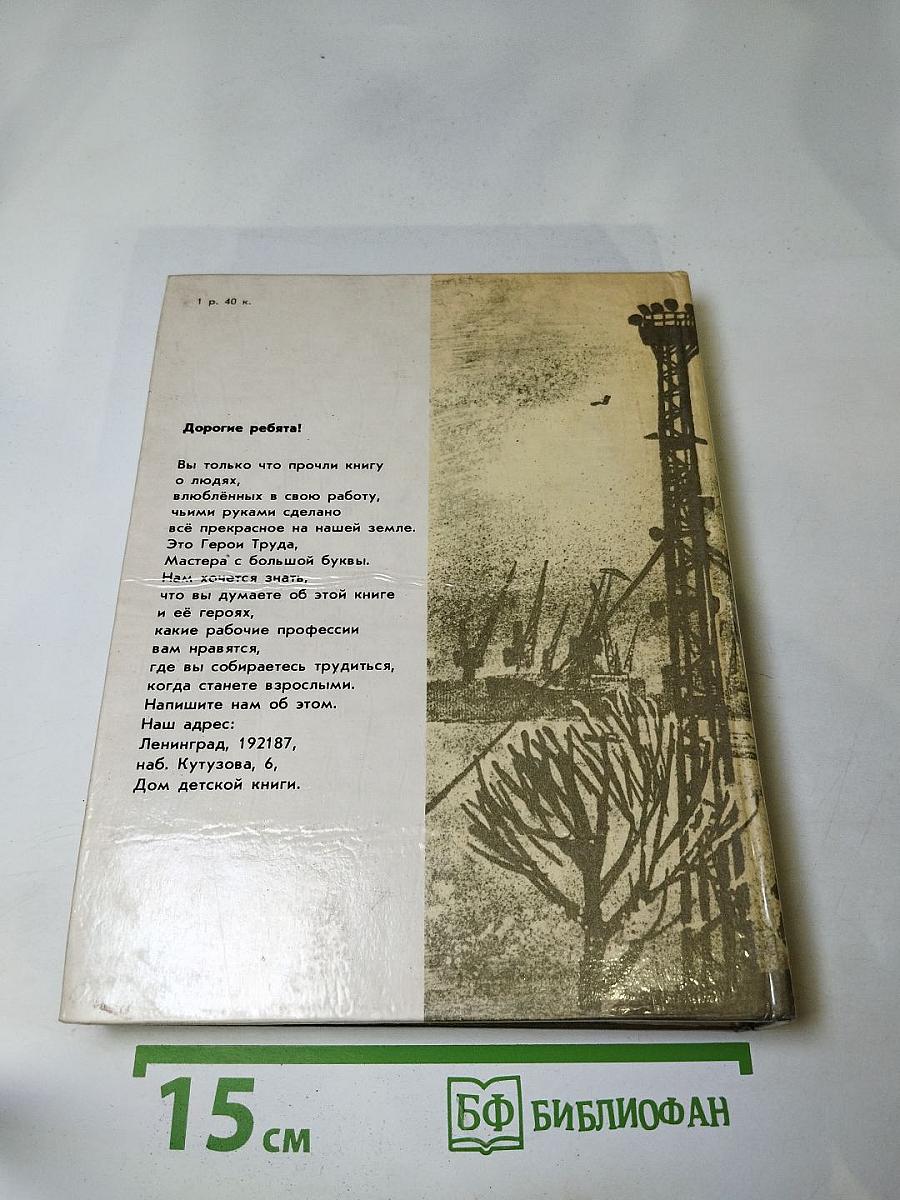 1 р. 40 к.
Дорогие ребята!
Вы только что прочли книгу
о людях,
влюблённых в свою работу,
чьими руками сделано
всё прекрасное на нашей земле.
Это Герои Труда,
Мастера с большой буквы.
Нам хочется знать,
что вы думаете об этой книге
и её героях,
какие рабочие профессии
вам нравятся,
где вы собираетесь трудиться,
когда станете взрослыми.
Напишите нам об этом.
Наш адрес:
Ленинград, 192187,
наб. Кутузова, 6,
Дом детской книги.
15 см
БФ БИБЛИОФАН